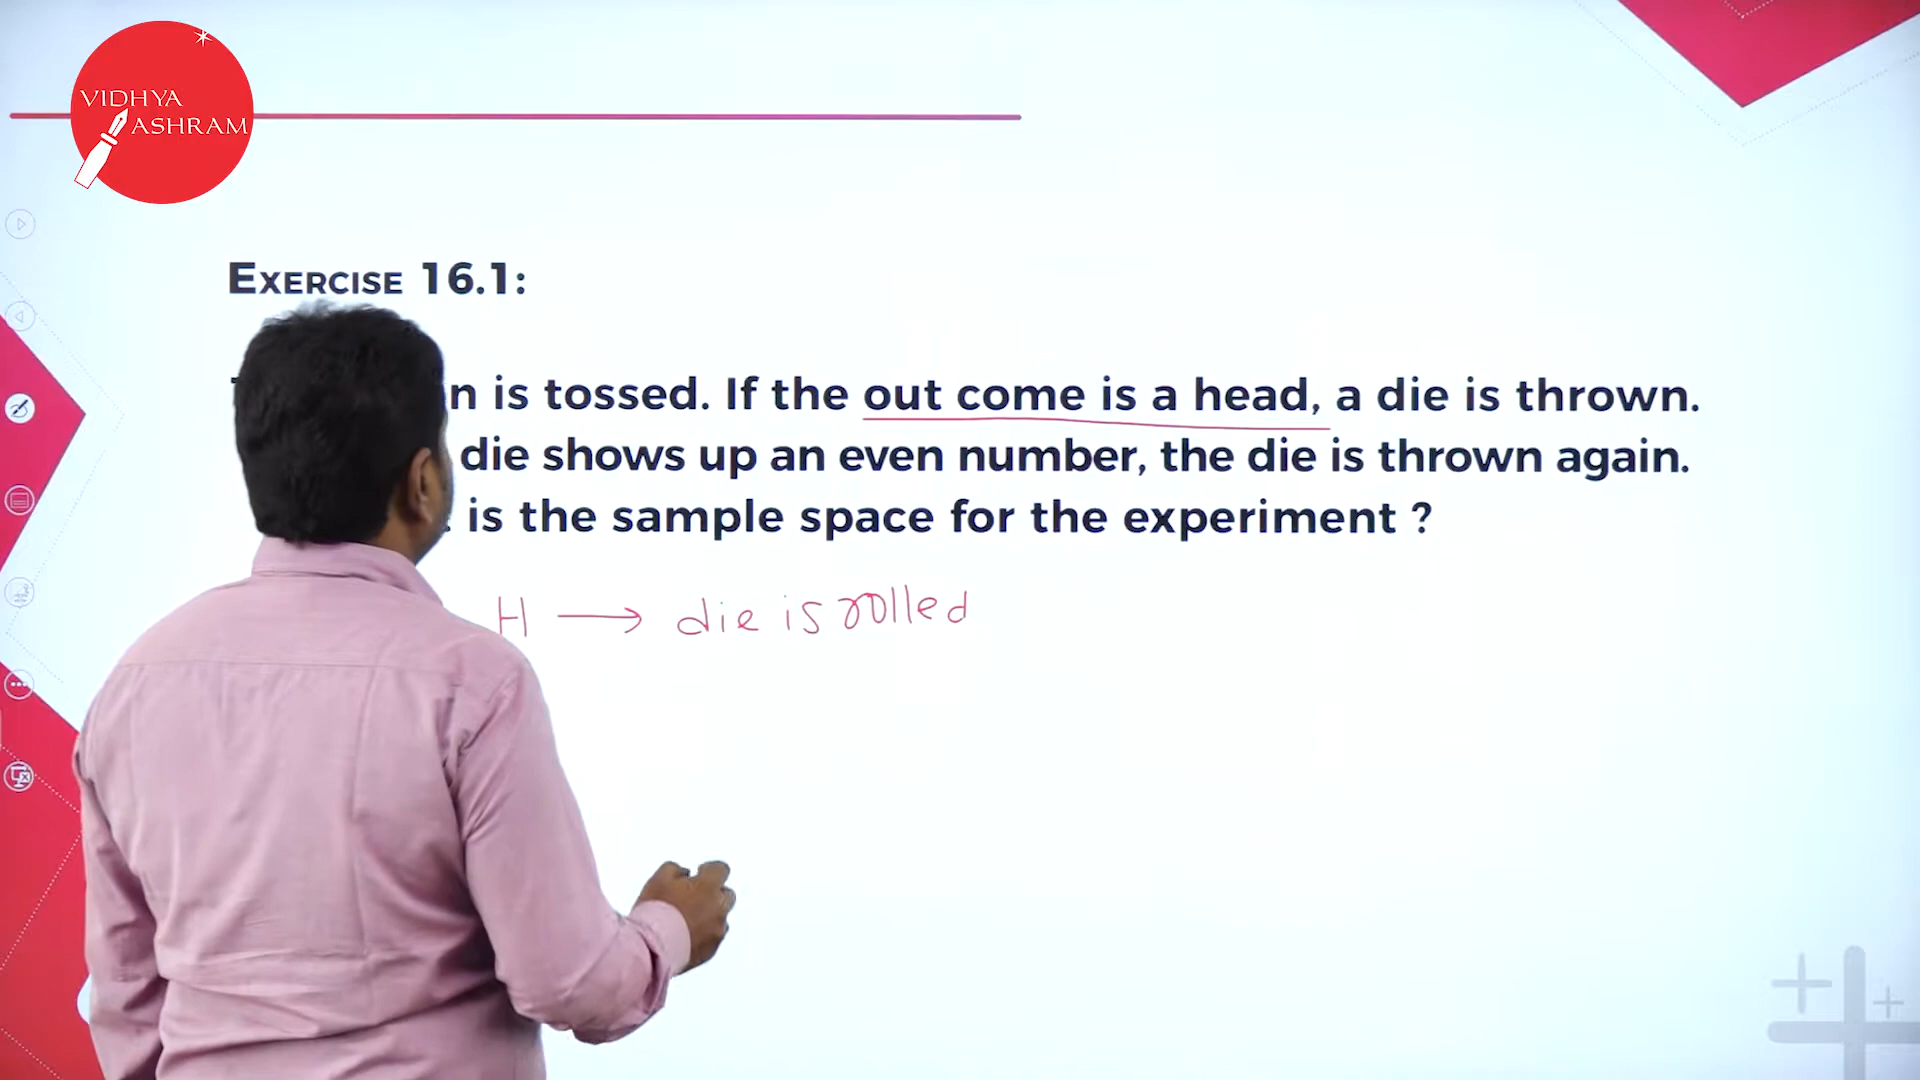 VIDHYA
ASHRAM
EXERCISE 16.1:
n is tossed. If the out come is a head, a die is thrown.
die shows up an even number, the die is thrown again.
is the sample space for the experiment ?
H → die is rolled